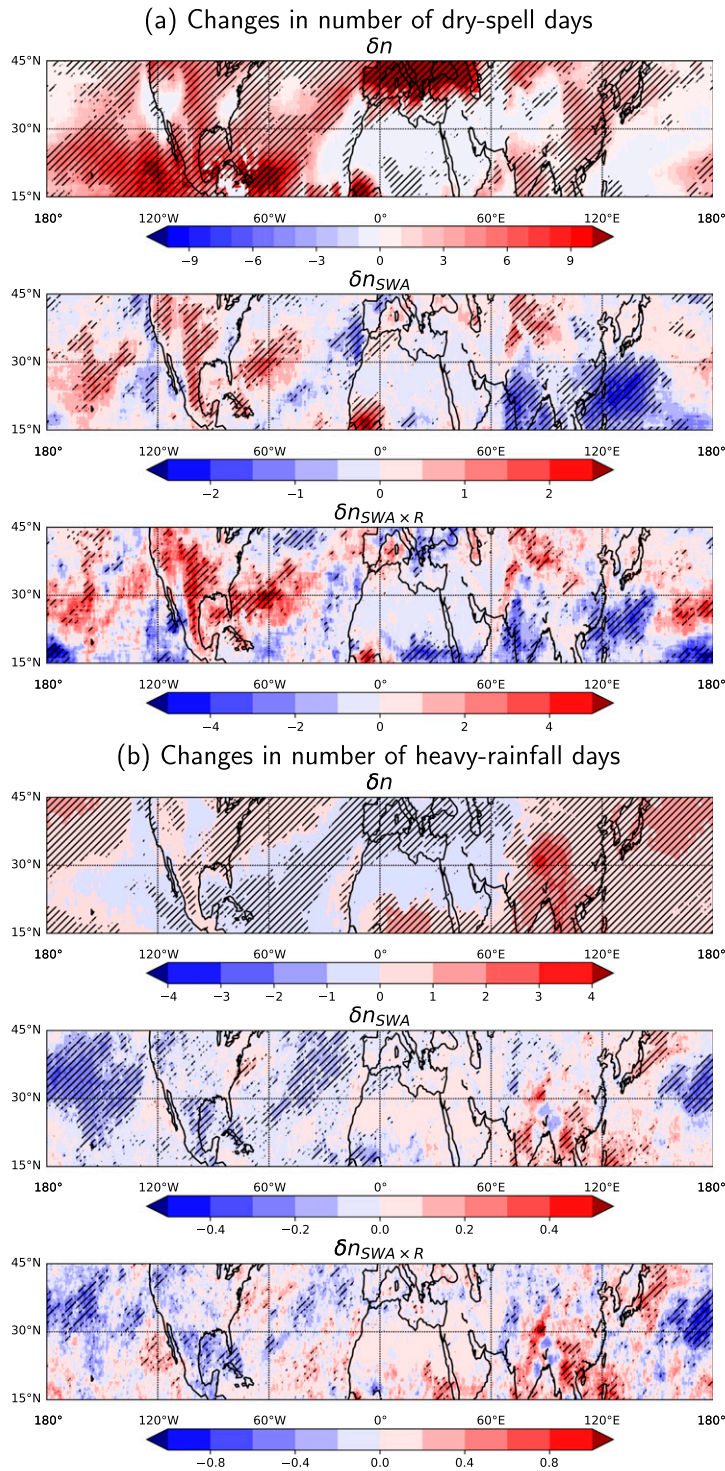 (a) Changes in number of dry-spell days
δn
45°N
30°N
15°N
180° 120°W 60°W 0° 60°E 120°E 180°
−9 −6 −3 0 3 6 9
δn_SWA
45°N
30°N
15°N
180° 120°W 60°W 0° 60°E 120°E 180°
−2 −1 0 1 2
δn_SWA×R
45°N
30°N
15°N
180° 120°W 60°W 0° 60°E 120°E 180°
−4 −2 0 2 4
(b) Changes in number of heavy-rainfall days
δn
45°N
30°N
15°N
180° 120°W 60°W 0° 60°E 120°E 180°
−4 −3 −2 −1 0 1 2 3 4
δn_SWA
45°N
30°N
15°N
180° 120°W 60°W 0° 60°E 120°E 180°
−0.4 −0.2 0.0 0.2 0.4
δn_SWA×R
45°N
30°N
15°N
180° 120°W 60°W 0° 60°E 120°E 180°
−0.8 −0.4 0.0 0.4 0.8